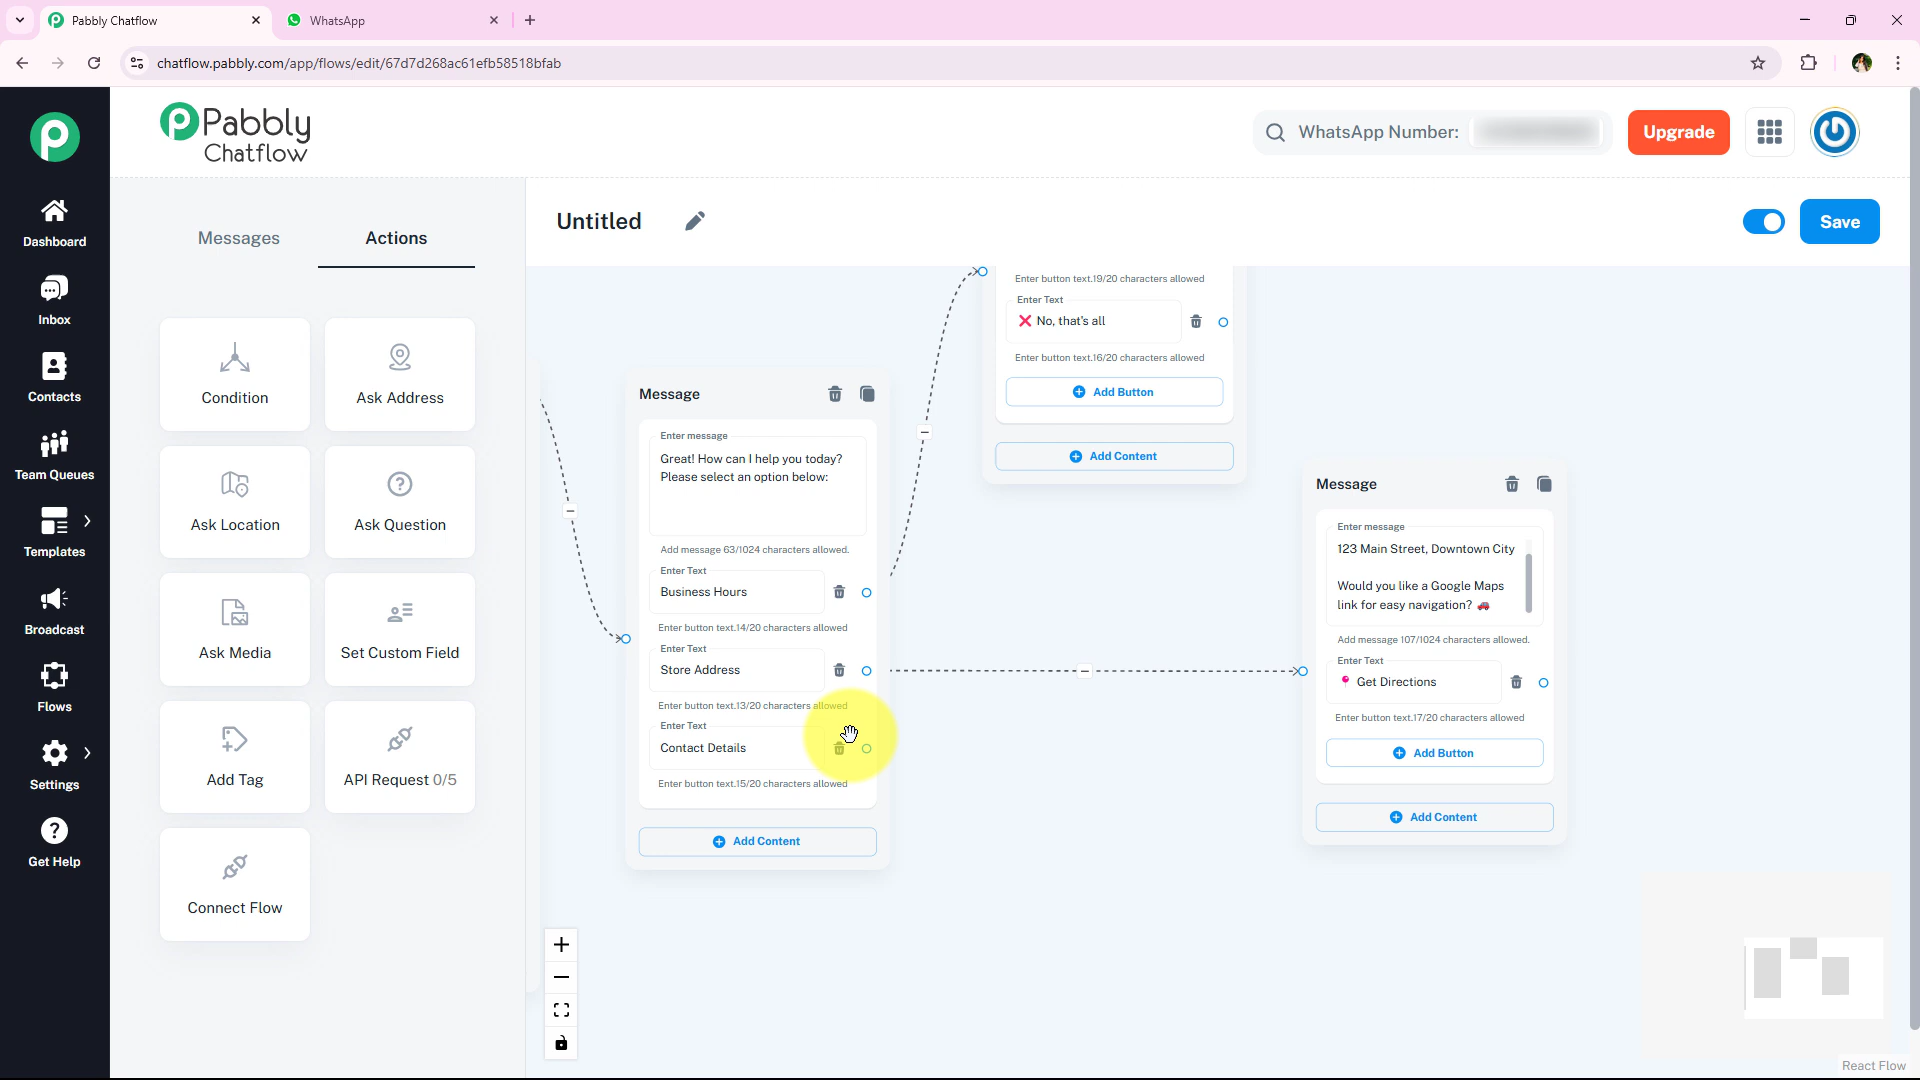 Pabbly Chatflow
WhatsApp
chatflow.pabbly.com/app/flows/edit/67d7d268ac61efb58518bfab
Pabbly
Chatflow
WhatsApp Number:
Upgrade
Dashboard
Inbox
Contacts
Team Queues
Templates
Broadcast
Flows
Settings
Get Help
Messages
Actions
Condition
Ask Address
Ask Location
Ask Question
Ask Media
Set Custom Field
Add Tag
API Request 0/5
Connect Flow
Untitled
Save
Enter button text.19/20 characters allowed
Enter Text
❌ No, that's all
Enter button text.16/20 characters allowed
Add Button
Add Content
Message
Enter message
Great! How can I help you today?
Please select an option below:
Add message 63/1024 characters allowed.
Enter Text
Business Hours
Enter button text.14/20 characters allowed
Enter Text
Store Address
Enter button text.13/20 characters allowed
Enter Text
Contact Details
Enter button text.15/20 characters allowed
Add Content
Message
Enter message
123 Main Street, Downtown City
Would you like a Google Maps
link for easy navigation? 🚗
Add message 107/1024 characters allowed.
Enter Text
📍 Get Directions
Enter button text.17/20 characters allowed
Add Button
Add Content
React Flow